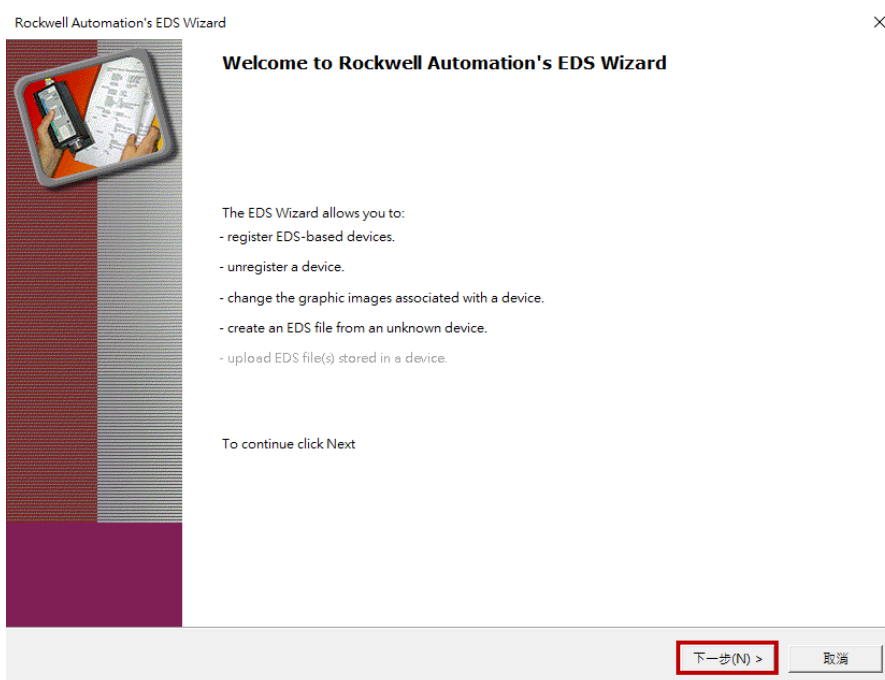 Rockwell Automation's EDS Wizard
Welcome to Rockwell Automation's EDS Wizard
The EDS Wizard allows you to:
- register EDS-based devices.
- unregister a device.
- change the graphic images associated with a device.
- create an EDS file from an unknown device.
- upload EDS file(s) stored in a device.
To continue click Next
下一步(N) >
取消